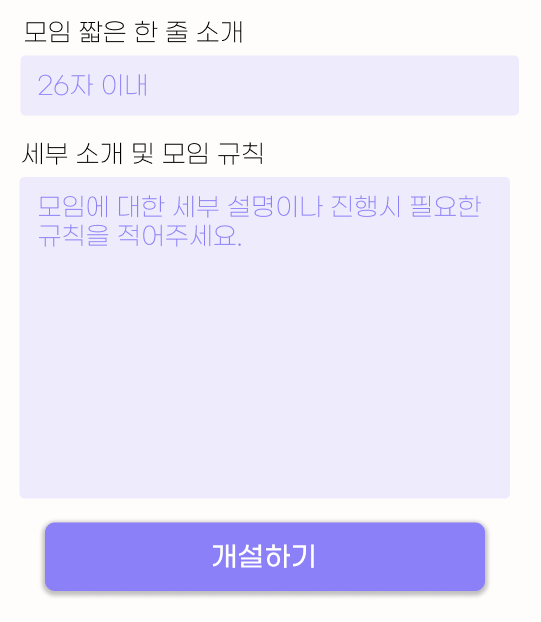 모임 짧은 한 줄 소개
26자 이내
세부 소개 및 모임 규칙
모임에 대한 세부 설명이나 진행시 필요한
규칙을 적어주세요.
개설하기